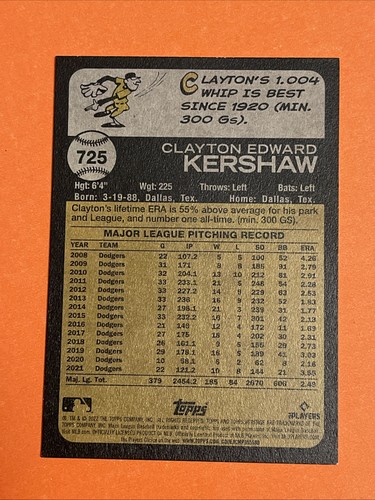 CLAYTON'S 1.004
WHIP IS BEST
SINCE 1920 (MIN.
300 Gs).
725
CLAYTON EDWARD
KERSHAW
Hgt: 6'4" Wgt: 225 Throws: Left Bats: Left
Born: 3-19-88, Dallas, Tex. Home: Dallas, Tex.
Clayton's lifetime ERA is 55% above average for his park
and League, and number one all-time. (min. 300 GS).
MAJOR LEAGUE PITCHING RECORD
YEAR TEAM G IP W L SO BB ERA
2008 Dodgers 22 107.2 5 5 100 52 4.26
2009 Dodgers 31 171 8 8 185 91 2.79
2010 Dodgers 32 204.1 13 10 212 81 2.91
2011 Dodgers 33 233.1 21 5 248 54 2.28
2012 Dodgers 33 227.2 14 9 229 63 2.53
2013 Dodgers 33 236 16 9 232 52 1.83
2014 Dodgers 27 198.1 21 3 239 31 1.77
2015 Dodgers 33 232.2 16 7 301 42 2.13
2016 Dodgers 21 149 12 4 172 11 1.69
2017 Dodgers 27 175 18 4 202 30 2.31
2018 Dodgers 26 161.1 9 5 155 29 2.73
2019 Dodgers 29 178.1 16 5 189 41 3.03
2020 Dodgers 10 58.1 6 2 62 8 2.16
2021 Dodgers 22 121.2 10 8 144 21 3.55
Maj. Lg. Tot. 379 2454.2 185 84 2670 606 2.49
topps
PLAYERS